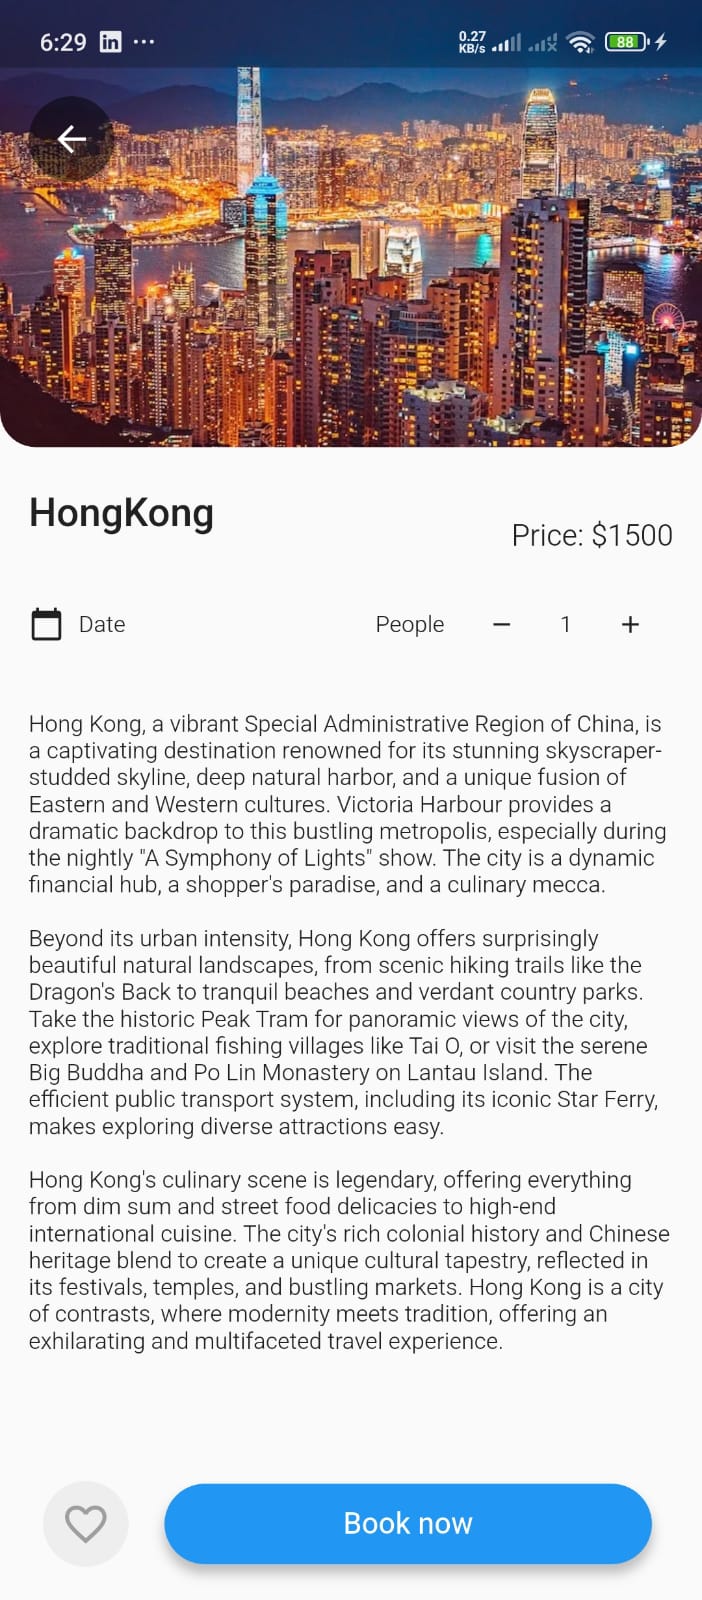 6:29
0.27
KB/s
88
HongKong
Price: $1500
Date
People
1
Hong Kong, a vibrant Special Administrative Region of China, is
a captivating destination renowned for its stunning skyscraper-
studded skyline, deep natural harbor, and a unique fusion of
Eastern and Western cultures. Victoria Harbour provides a
dramatic backdrop to this bustling metropolis, especially during
the nightly "A Symphony of Lights" show. The city is a dynamic
financial hub, a shopper's paradise, and a culinary mecca.
Beyond its urban intensity, Hong Kong offers surprisingly
beautiful natural landscapes, from scenic hiking trails like the
Dragon's Back to tranquil beaches and verdant country parks.
Take the historic Peak Tram for panoramic views of the city,
explore traditional fishing villages like Tai O, or visit the serene
Big Buddha and Po Lin Monastery on Lantau Island. The
efficient public transport system, including its iconic Star Ferry,
makes exploring diverse attractions easy.
Hong Kong's culinary scene is legendary, offering everything
from dim sum and street food delicacies to high-end
international cuisine. The city's rich colonial history and Chinese
heritage blend to create a unique cultural tapestry, reflected in
its festivals, temples, and bustling markets. Hong Kong is a city
of contrasts, where modernity meets tradition, offering an
exhilarating and multifaceted travel experience.
Book now